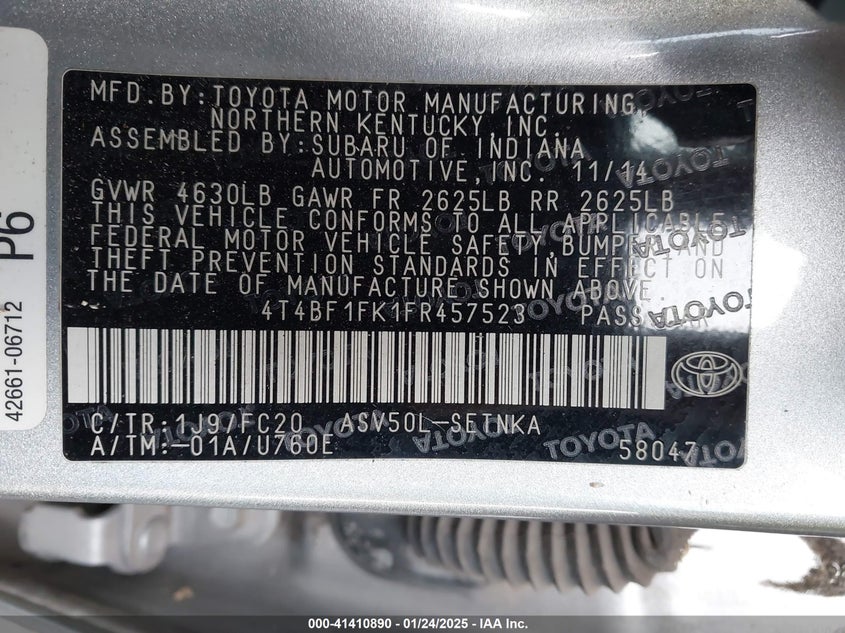 MFD.BY:TOYOTA MOTOR MANUFACTURING,
NORTHERN KENTUCKY, INC.
ASSEMBLED BY:SUBARU OF INDIANA
AUTOMOTIVE,INC. 11/14
GVWR 4630LB GAWR FR 2625LB RR 2625LB
THIS VEHICLE CONFORMS TO ALL APPLICABLE
FEDERAL MOTOR VEHICLE SAFETY,BUMPER,AND
THEFT PREVENTION STANDARDS IN EFFECT ON
THE DATE OF MANUFACTURE SHOWN ABOVE.
4T4BF1FK1FR457523 PASS
C/TR:1J97FC20 ASV50L-SETNKA
A/TM:-01A/U760E 58047
TOYOTA
42661-06712 P6
000-41410890 - 01/24/2025 - IAA Inc.